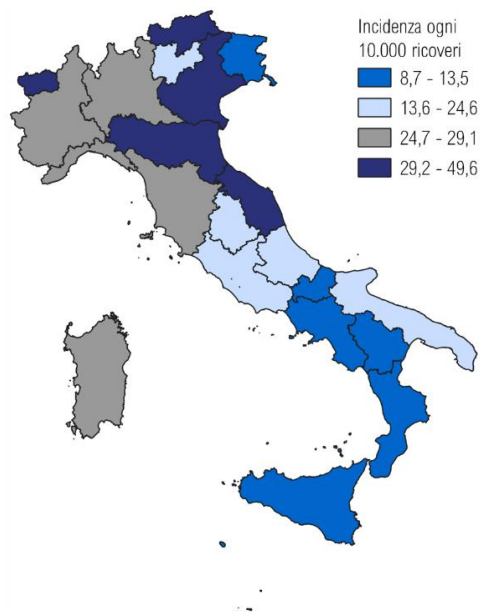 Incidenza ogni
10.000 ricoveri
8,7 - 13,5
13,6 - 24,6
24,7 - 29,1
29,2 - 49,6